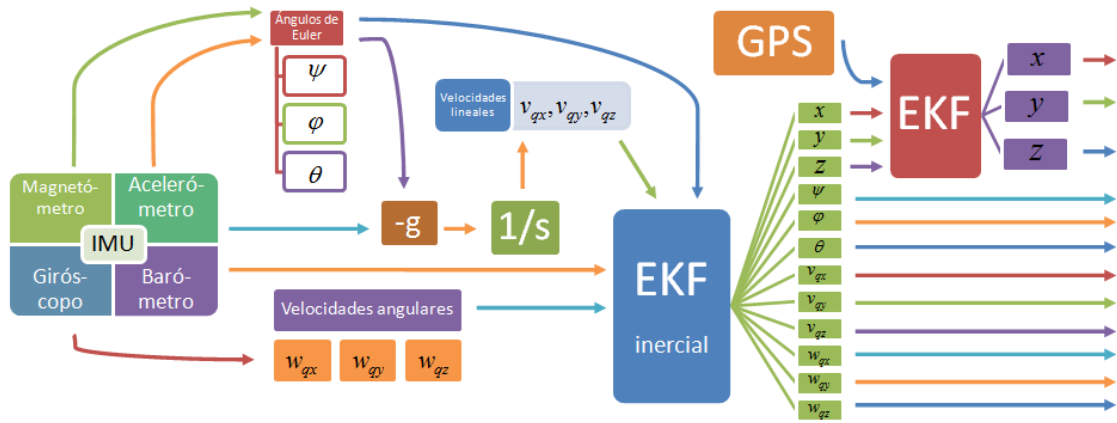 Ángulos de
Euler
ψ
φ
θ
Magnetó-
metro
Aceleró-
metro
IMU
Girós-
copo
Baró-
metro
Velocidades
lineales
v_qx, v_qy, v_qz
-g
1/s
Velocidades angulares
w_qx
w_qy
w_qz
EKF
inercial
GPS
x
y
z
ψ
φ
θ
v_qx
v_qy
v_qz
w_qx
w_qy
w_qz
EKF
x
y
z